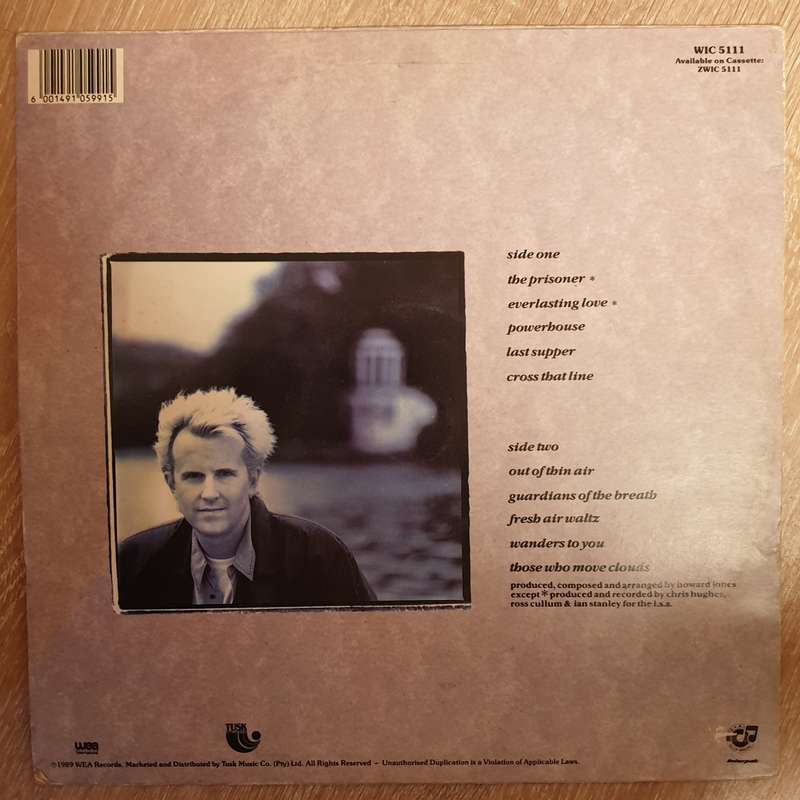 6 001491 059915
WIC 5111
Available on Cassette:
ZWIC 5111
side one
the prisoner *
everlasting love *
powerhouse
last supper
cross that line
side two
out of thin air
guardians of the breath
fresh air waltz
wanders to you
those who move clouds
produced, composed and arranged by howard jones
except * produced and recorded by chris hughes,
ross cullum & ian stanley for the l.s.a.
wea
TUSK
©1989 WEA Records. Marketed and Distributed by Tusk Music Co. (Pty) Ltd. All Rights Reserved – Unauthorised Duplication is a Violation of Applicable Laws.